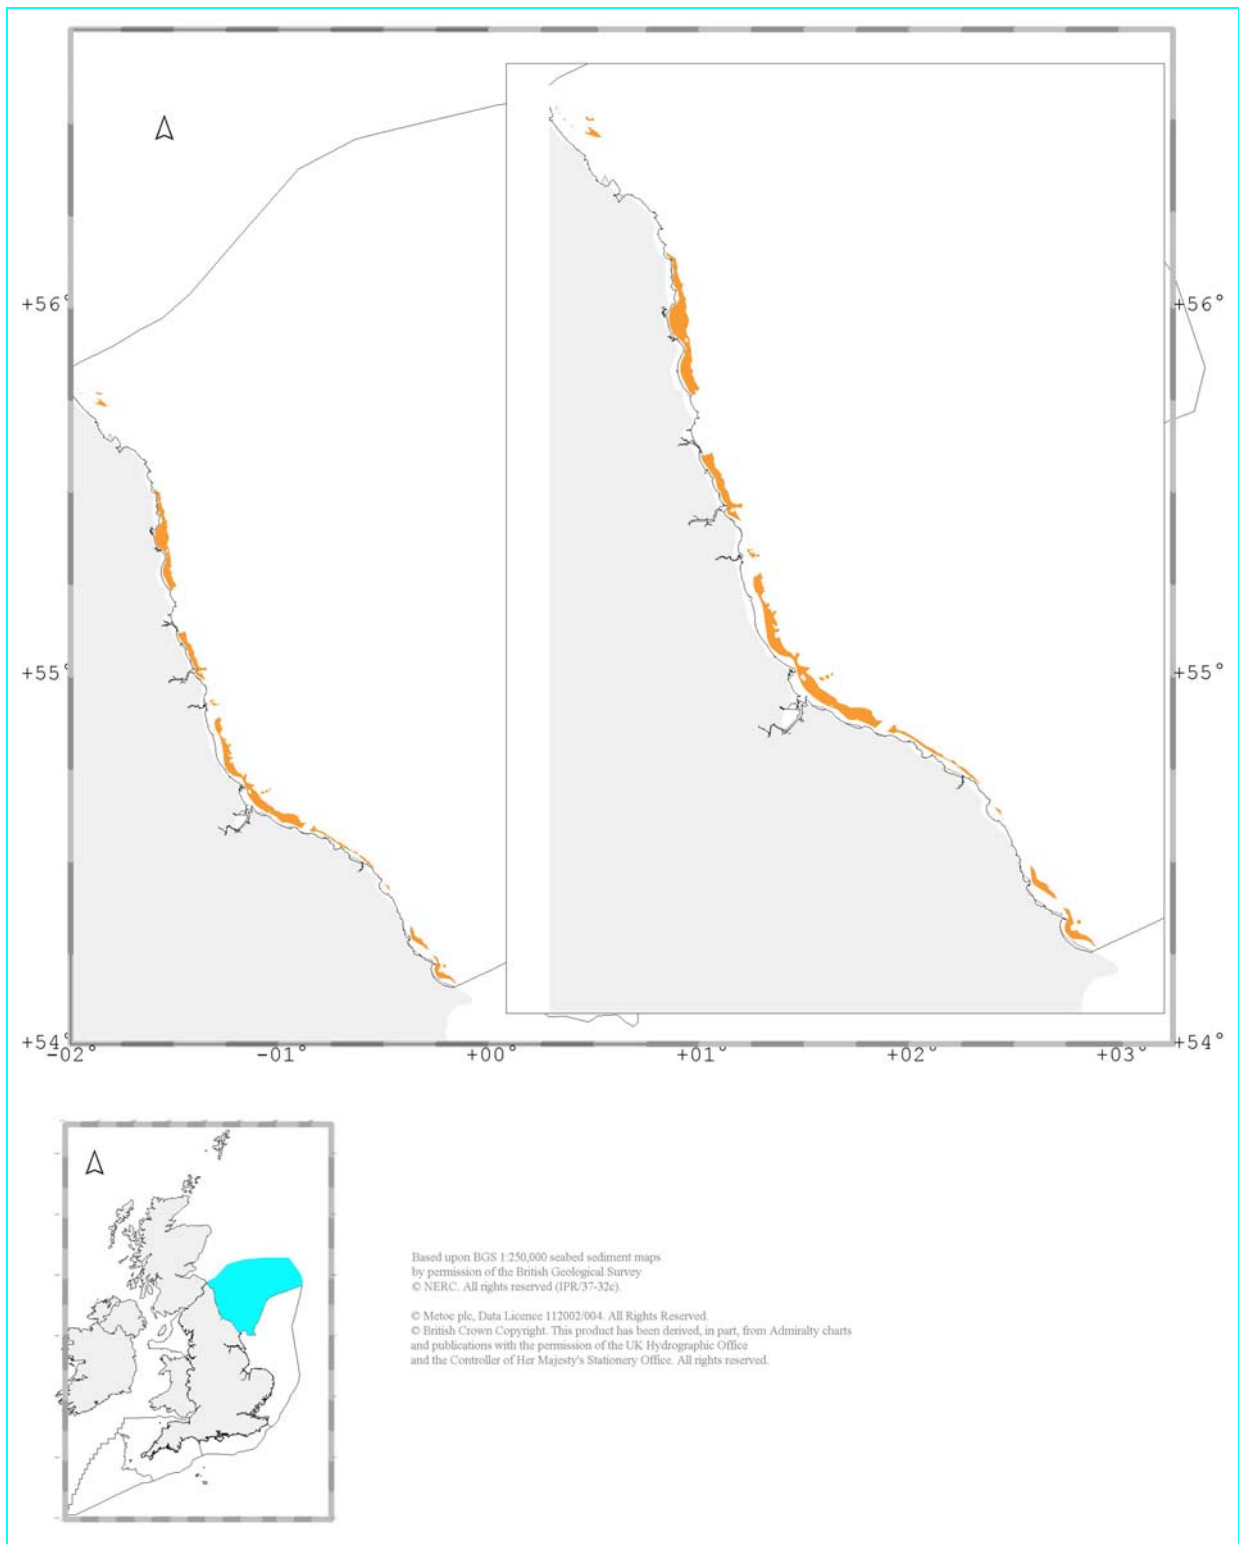 +56°
+56°
+55°
+55°
+54°
+54°
-02°
-01°
+00°
+01°
+02°
+03°
Based upon BGS 1:250,000 seabed sediment maps
by permission of the British Geological Survey
© NERC. All rights reserved (IPR/37-32c).
© Metoc plc, Data Licence 112002/004. All Rights Reserved.
© British Crown Copyright. This product has been derived, in part, from Admiralty charts
and publications with the permission of the UK Hydrographic Office
and the Controller of Her Majesty's Stationery Office. All rights reserved.